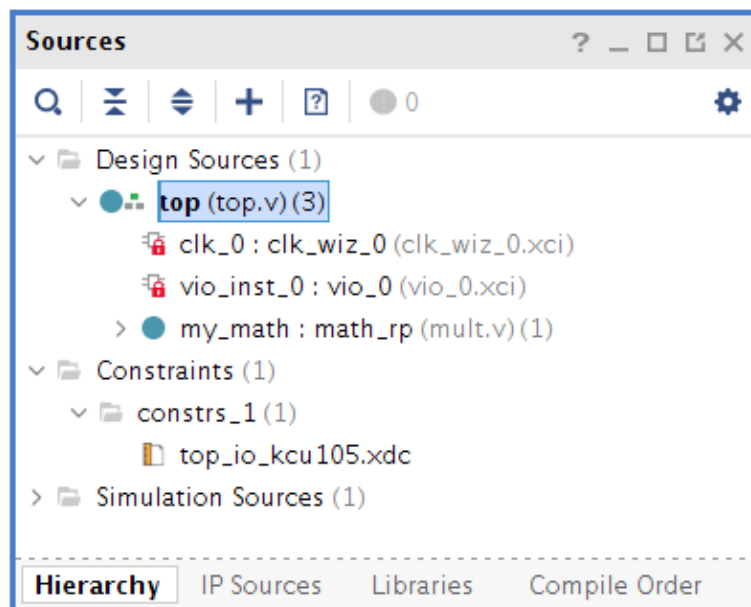 Sources
? 0
Design Sources (1)
top (top.v) (3)
clk_0 : clk_wiz_0 (clk_wiz_0.xci)
vio_inst_0 : vio_0 (vio_0.xci)
my_math : math_rp (mult.v) (1)
Constraints (1)
constrs_1 (1)
top_io_kcu105.xdc
Simulation Sources (1)
Hierarchy IP Sources Libraries Compile Order